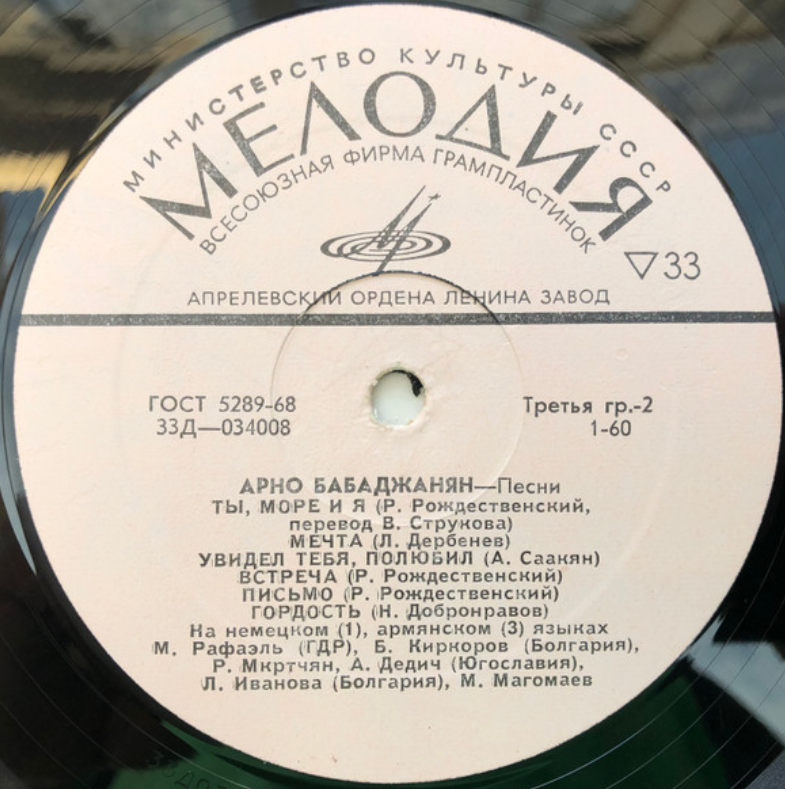 МИНИСТЕРСТВО КУЛЬТУРЫ СССР
МЕЛОДИЯ
ВСЕСОЮЗНАЯ ФИРМА ГРАМПЛАСТИНОК
▽33
АПРЕЛЕВСКИЙ ОРДЕНА ЛЕНИНА ЗАВОД
ГОСТ 5289-68
33Д—034008
Третья гр.-2
1-60
АРНО БАБАДЖАНЯН—Песни
ТЫ, МОРЕ И Я (Р. Рождественский,
перевод В. Струкова)
МЕЧТА (Л. Дербенев)
УВИДЕЛ ТЕБЯ, ПОЛЮБИЛ (А. Саакян)
ВСТРЕЧА (Р. Рождественский)
ПИСЬМО (Р. Рождественский)
ГОРДОСТЬ (Н. Добронравов)
На немецком (1), армянском (3) языках
М. Рафаэль (ГДР), Б. Киркоров (Болгария),
Р. Мкртчян, А. Дедич (Югославия),
Л. Иванова (Болгария), М. Магомаев